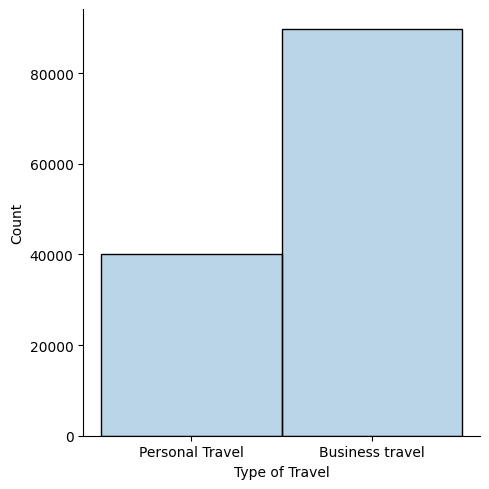 80000
60000
Count
40000
20000
0
Personal Travel
Business travel
Type of Travel